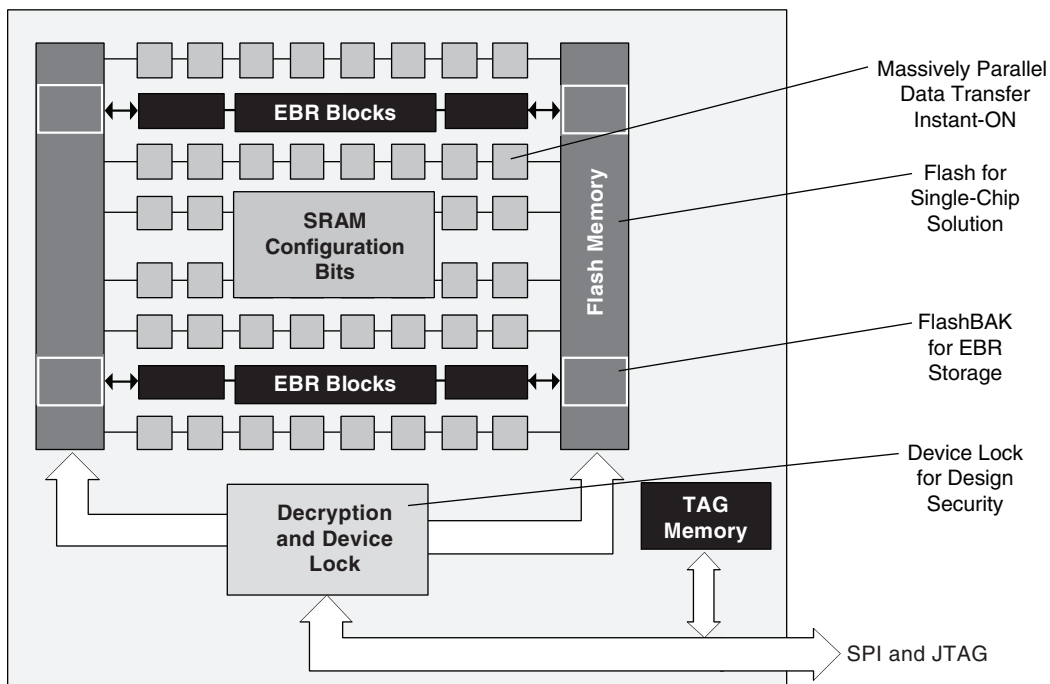 EBR Blocks
SRAM
Configuration
Bits
EBR Blocks
Flash Memory
Decryption
and Device
Lock
TAG
Memory
Massively Parallel
Data Transfer
Instant-ON
Flash for
Single-Chip
Solution
FlashBAK
for EBR
Storage
Device Lock
for Design
Security
SPI and JTAG